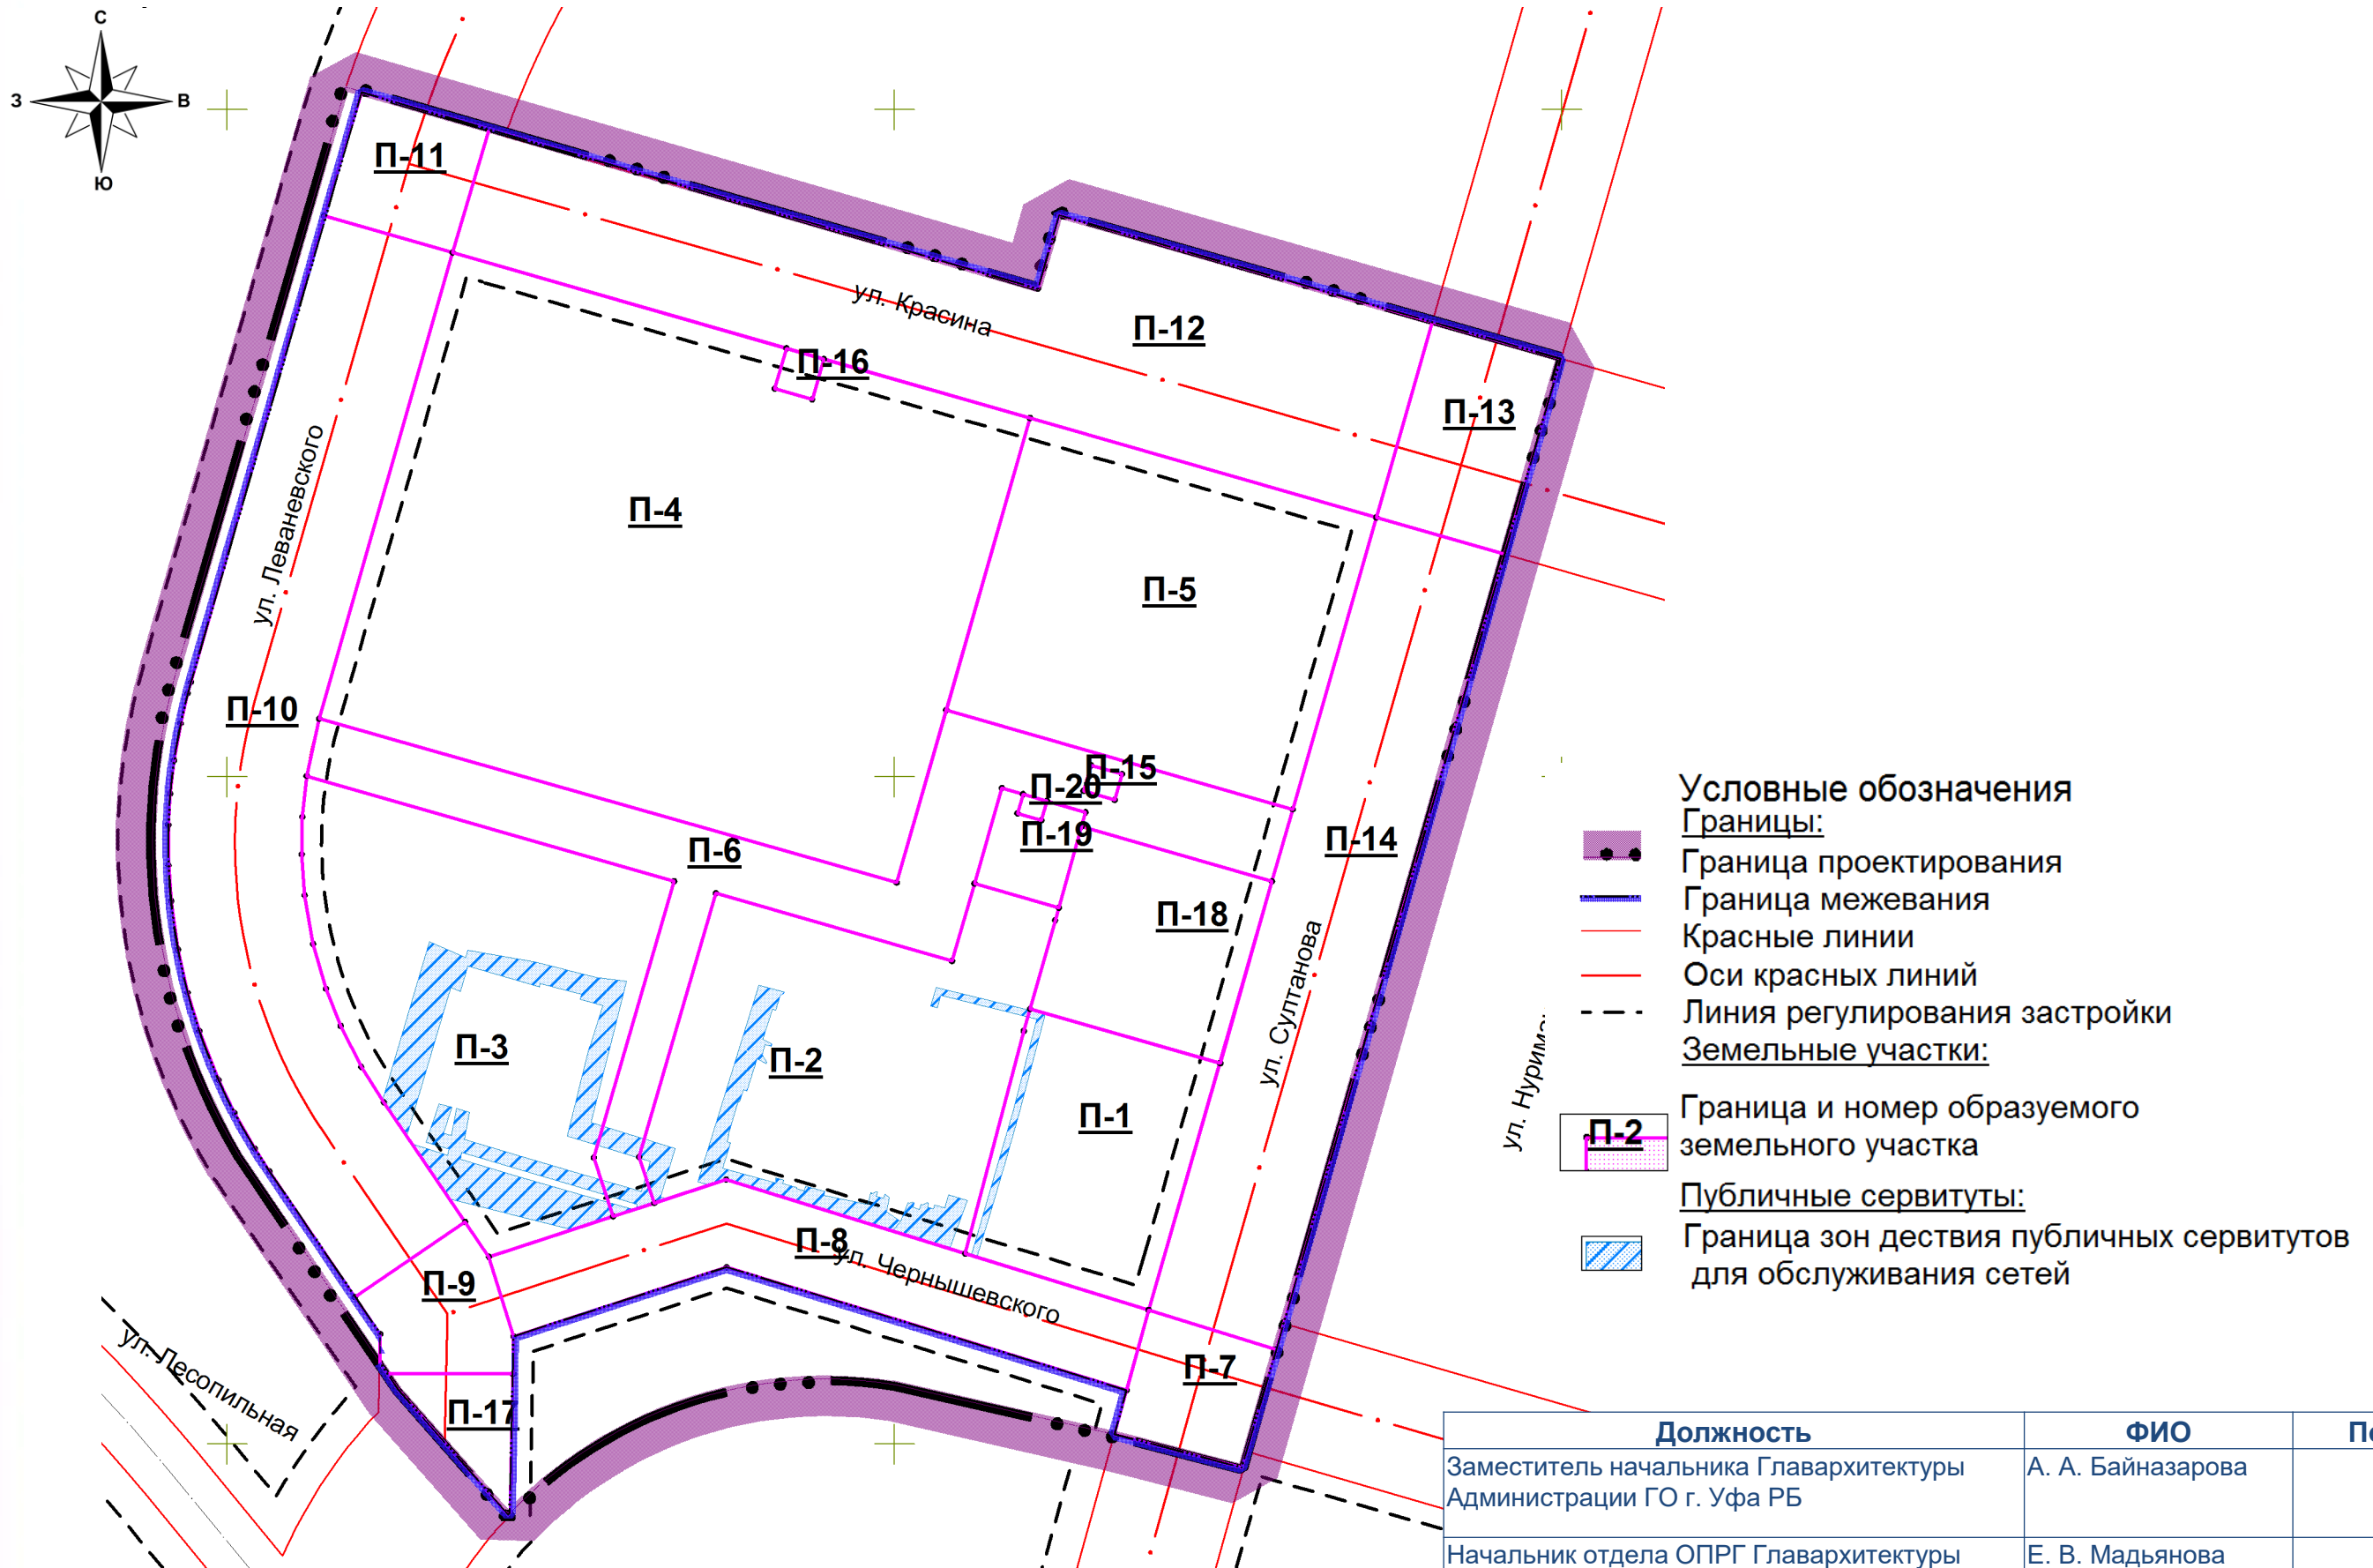 С
З
В
Ю
П-11
ул. Красина
П-12
П-16
П-13
ул. Леваневского
П-4
П-5
П-10
П-15
П-20
П-19
П-14
П-6
П-18
ул. Султанова
П-3
П-2
П-1
ул. Нурима
П-8
ул. Чернышевского
П-9
П-7
ул. Лесопильная
П-17
Условные обозначения
Границы:
Граница проектирования
Граница межевания
Красные линии
Оси красных линий
Линия регулирования застройки
Земельные участки:
П-2
Граница и номер образуемого
земельного участка
Публичные сервитуты:
Граница зон дествия публичных сервитутов
для обслуживания сетей
Должность ФИО
Заместитель начальника Главархитектуры А. А. Байназарова
Администрации ГО г. Уфа РБ
Начальник отдела ОПРГ Главархитектуры Е. В. Мадьянова